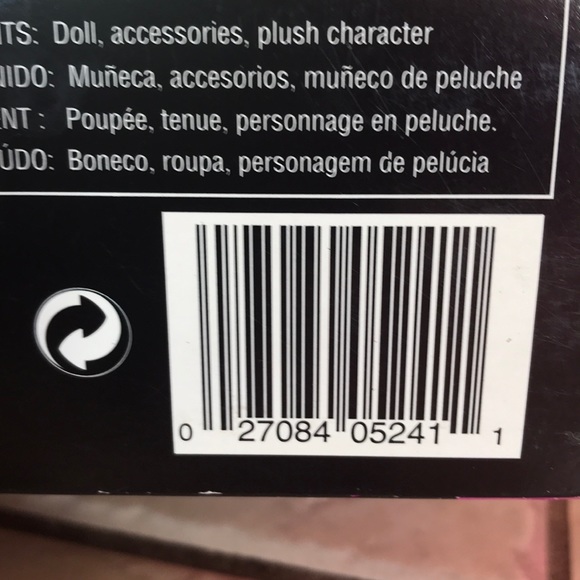 TS: Doll, accessories, plush character
IDO: Muñeca, accesorios, muñeco de peluche
NT : Poupée, tenue, personnage en peluche.
ÚDO: Boneco, roupa, personagem de pelúcia
0 27084 05241 1